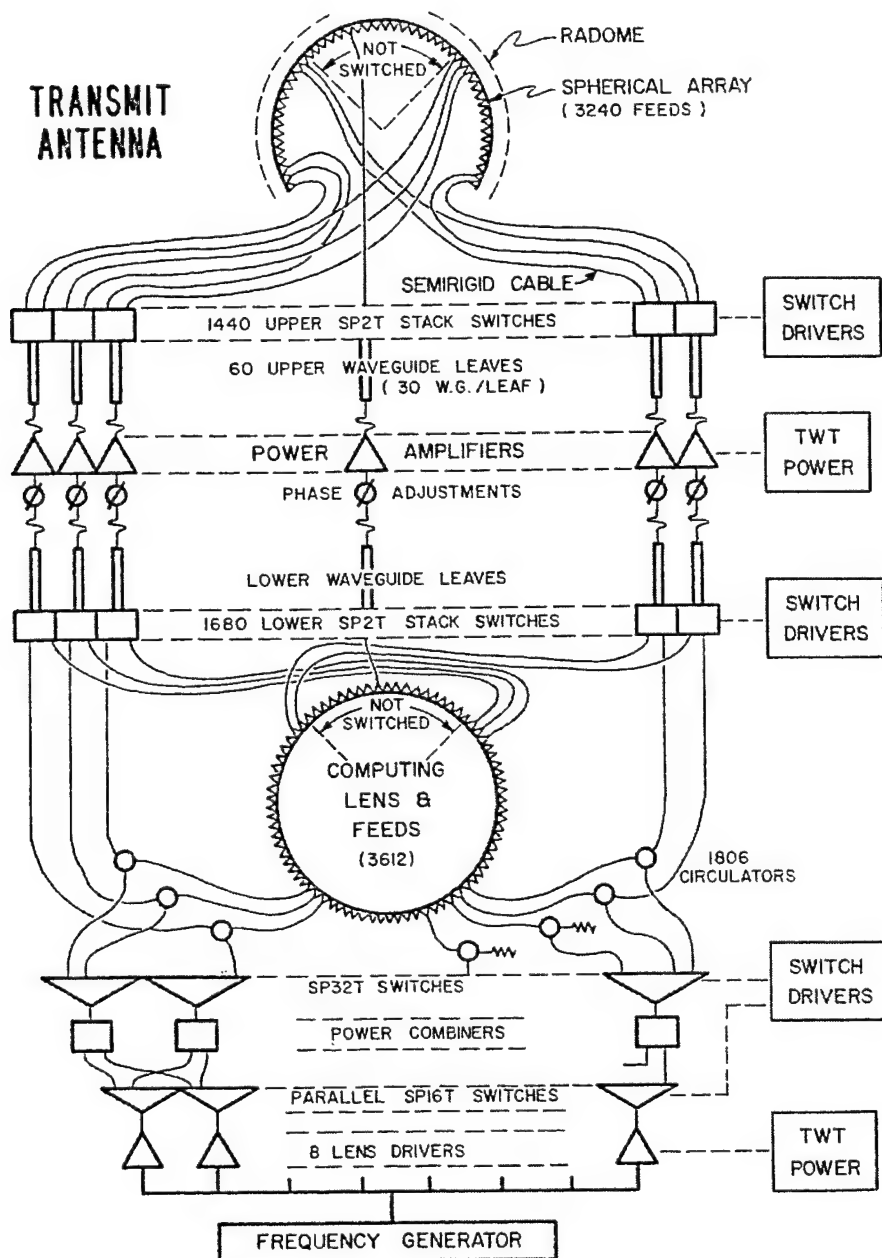 TRANSMIT
ANTENNA
NOT
SWITCHED
RADOME
SPHERICAL ARRAY
(3240 FEEDS)
SEMIRIGID CABLE
1440 UPPER SP2T STACK SWITCHES
SWITCH
DRIVERS
60 UPPER WAVEGUIDE LEAVES
(30 W.G./LEAF)
POWER AMPLIFIERS
TWT
POWER
PHASE ADJUSTMENTS
LOWER WAVEGUIDE LEAVES
1680 LOWER SP2T STACK SWITCHES
SWITCH
DRIVERS
NOT
SWITCHED
COMPUTING
LENS &
FEEDS
(3612)
1806
CIRCULATORS
SP32T SWITCHES
SWITCH
DRIVERS
POWER COMBINERS
PARALLEL SP16T SWITCHES
8 LENS DRIVERS
TWT
POWER
FREQUENCY GENERATOR